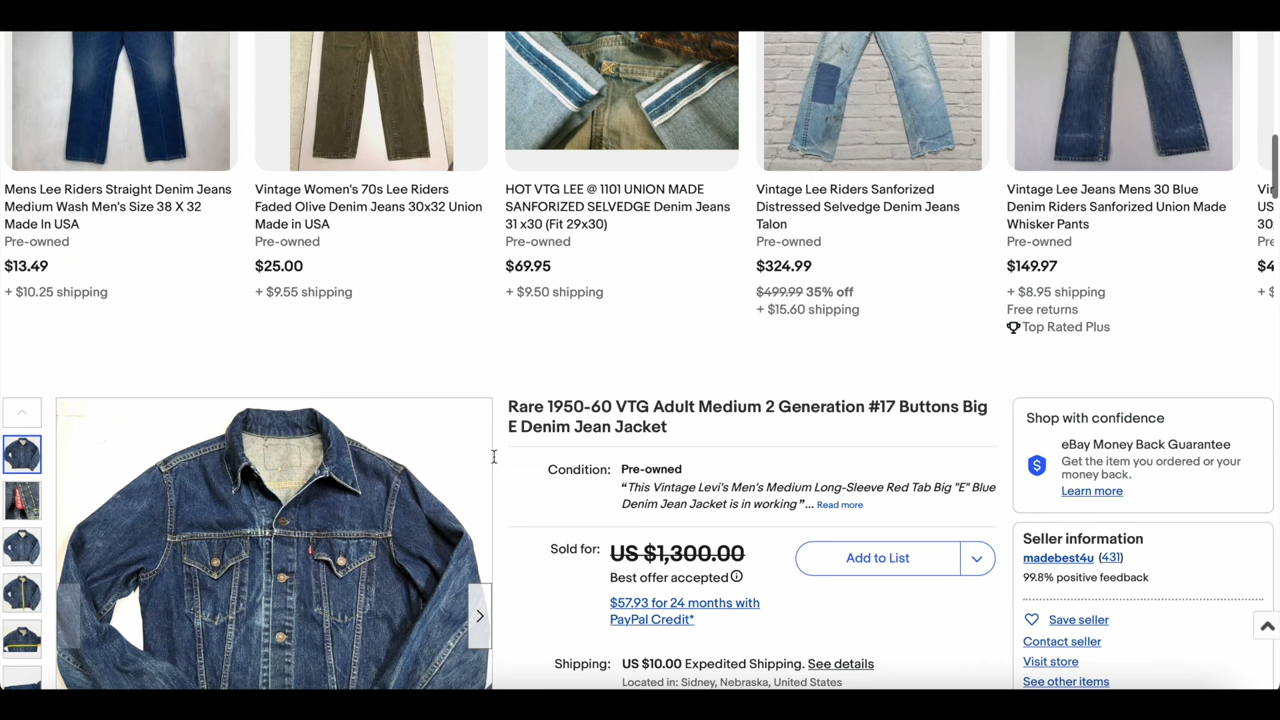 Mens Lee Riders Straight Denim Jeans
Medium Wash Men's Size 38 X 32
Made In USA
Pre-owned
$13.49
+ $10.25 shipping
Vintage Women's 70s Lee Riders
Faded Olive Denim Jeans 30x32 Union
Made in USA
Pre-owned
$25.00
+ $9.55 shipping
HOT VTG LEE @ 1101 UNION MADE
SANFORIZED SELVEDGE Denim Jeans
31 x30 (Fit 29x30)
Pre-owned
$69.95
+ $9.50 shipping
Vintage Lee Riders Sanforized
Distressed Selvedge Denim Jeans
Talon
Pre-owned
$324.99
$499.99 35% off
+ $15.60 shipping
Vintage Lee Jeans Mens 30 Blue
Denim Riders Sanforized Union Made
Whisker Pants
Pre-owned
$149.97
+ $8.95 shipping
Free returns
Top Rated Plus
Rare 1950-60 VTG Adult Medium 2 Generation #17 Buttons Big
E Denim Jean Jacket
Condition: Pre-owned
“This Vintage Levi's Men's Medium Long-Sleeve Red Tab Big "E" Blue
Denim Jean Jacket is in working”... Read more
Sold for: US $1,300.00
Best offer accepted
$57.93 for 24 months with
PayPal Credit*
Add to List
Shipping: US $10.00 Expedited Shipping. See details
Located in: Sidney, Nebraska, United States
Shop with confidence
eBay Money Back Guarantee
Get the item you ordered or your
money back.
Learn more
Seller information
madebest4u (431)
99.8% positive feedback
Save seller
Contact seller
Visit store
See other items